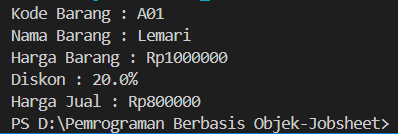 Kode Barang : A01
Nama Barang : Lemari
Harga Barang : Rp1000000
Diskon : 20.0%
Harga Jual : Rp800000
PS D:\Pemrograman Berbasis Objek-Jobsheet>